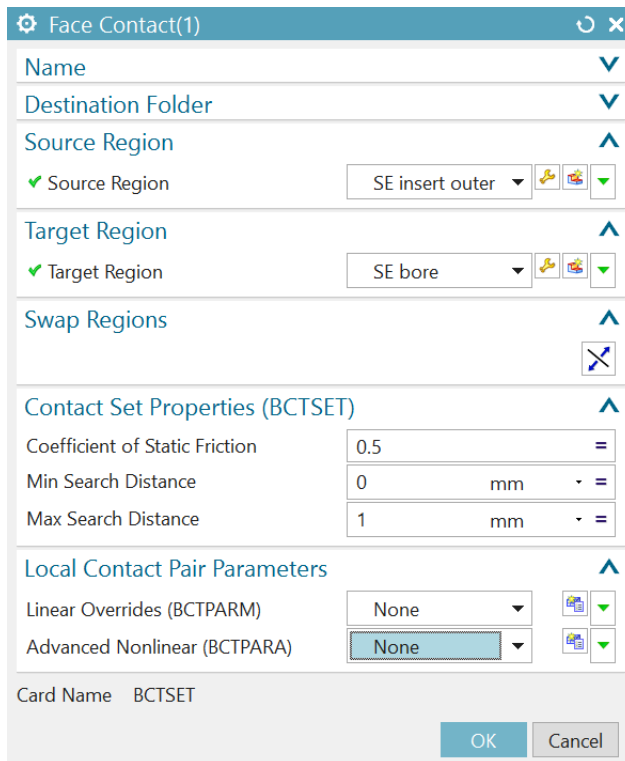 Face Contact(1)
Name
Destination Folder
Source Region
Source Region SE insert outer
Target Region
Target Region SE bore
Swap Regions
Contact Set Properties (BCTSET)
Coefficient of Static Friction 0.5 =
Min Search Distance 0 mm =
Max Search Distance 1 mm =
Local Contact Pair Parameters
Linear Overrides (BCTPARM) None
Advanced Nonlinear (BCTPARA) None
Card Name BCTSET
OK Cancel